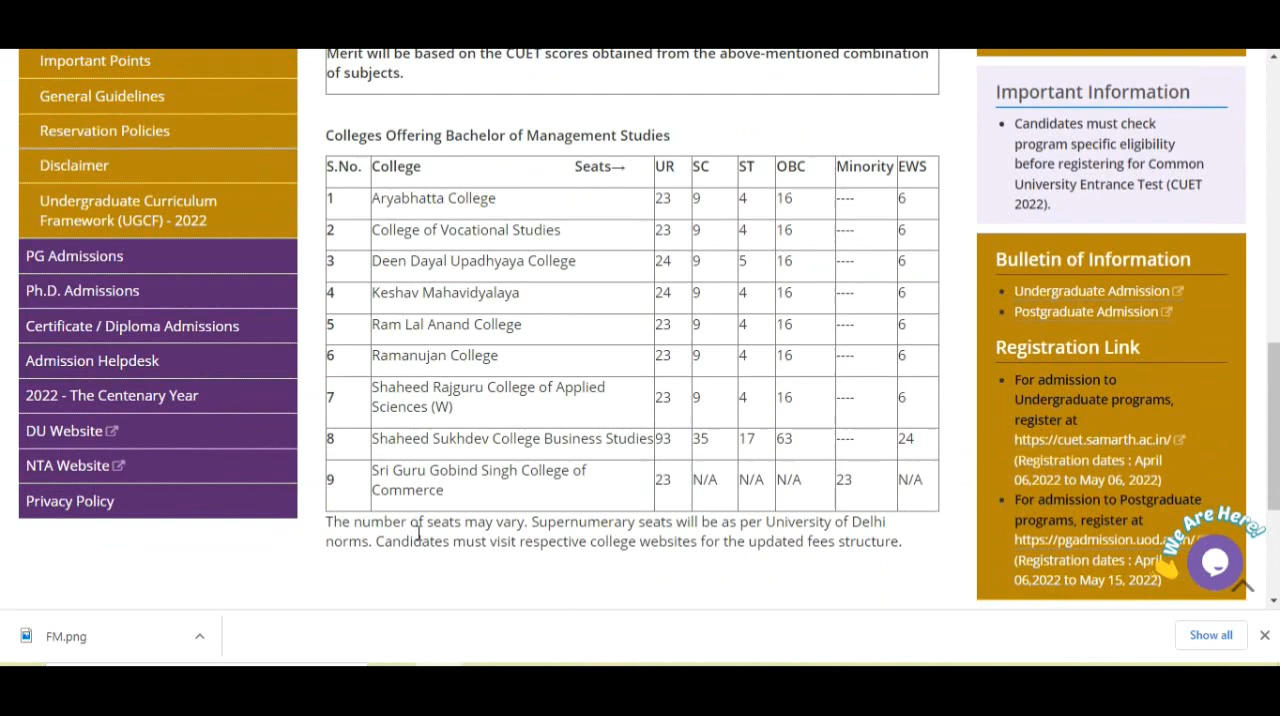 Important Points
General Guidelines
Reservation Policies
Disclaimer
Undergraduate Curriculum
Framework (UGCF) - 2022
PG Admissions
Ph.D. Admissions
Certificate / Diploma Admissions
Admission Helpdesk
2022 - The Centenary Year
DU Website
NTA Website
Privacy Policy
Merit will be based on the CUET scores obtained from the above-mentioned combination
of subjects.
Colleges Offering Bachelor of Management Studies
S.No. College Seats→ UR SC ST OBC Minority EWS
1 Aryabhatta College 23 9 4 16 ---- 6
2 College of Vocational Studies 23 9 4 16 ---- 6
3 Deen Dayal Upadhyaya College 24 9 5 16 ---- 6
4 Keshav Mahavidyalaya 24 9 4 16 ---- 6
5 Ram Lal Anand College 23 9 4 16 ---- 6
6 Ramanujan College 23 9 4 16 ---- 6
7 Shaheed Rajguru College of Applied
Sciences (W) 23 9 4 16 ---- 6
8 Shaheed Sukhdev College Business Studies 93 35 17 63 ---- 24
9 Sri Guru Gobind Singh College of
Commerce 23 N/A N/A N/A 23 N/A
The number of seats may vary. Supernumerary seats will be as per University of Delhi
norms. Candidates must visit respective college websites for the updated fees structure.
Important Information
• Candidates must check
program specific eligibility
before registering for Common
University Entrance Test (CUET
2022).
Bulletin of Information
• Undergraduate Admission
• Postgraduate Admission
Registration Link
• For admission to
Undergraduate programs,
register at
https://cuet.samarth.ac.in/
(Registration dates : April
06,2022 to May 06, 2022)
• For admission to Postgraduate
programs, register at
https://pgadmission.uod.a
(Registration dates : April
06,2022 to May 15, 2022)
We Are Here!
FM.png
Show all